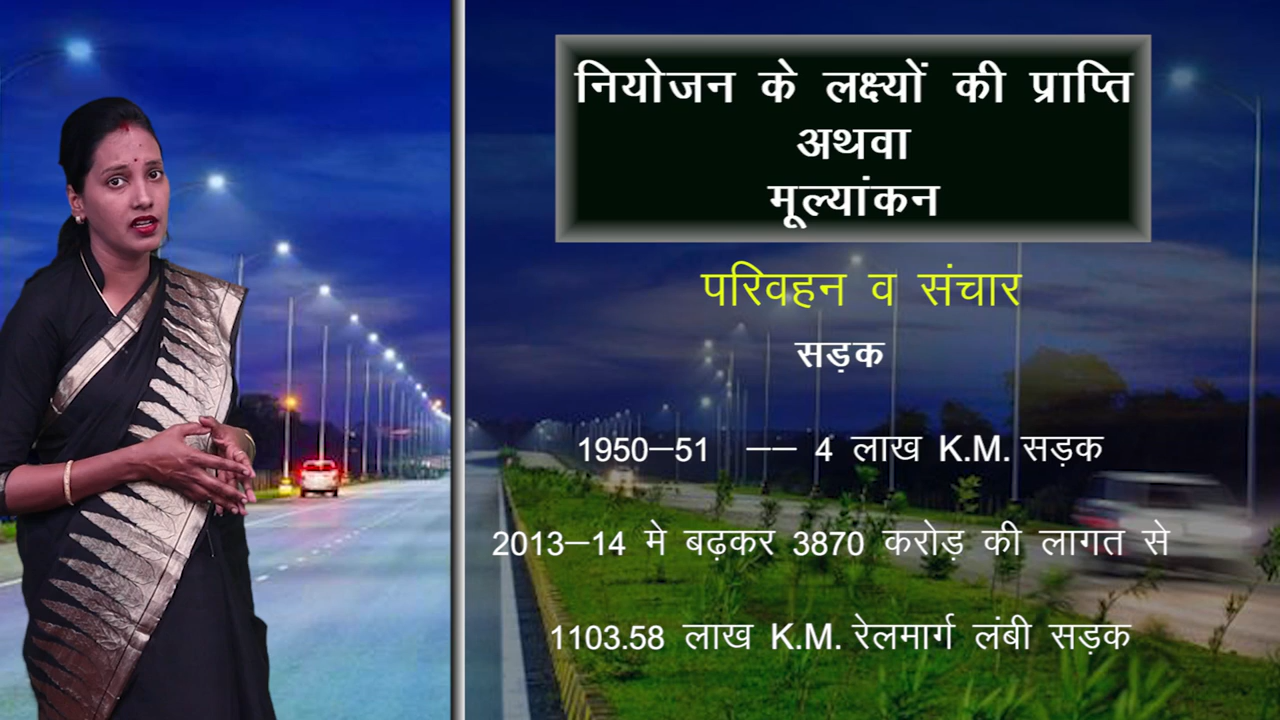 नियोजन के लक्ष्यों की प्राप्ति
अथवा
मूल्यांकन
परिवहन व संचार
सड़क
1950–51 –– 4 लाख K.M. सड़क
2013–14 मे बढ़कर 3870 करोड़ की लागत से
1103.58 लाख K.M. रेलमार्ग लंबी सड़क